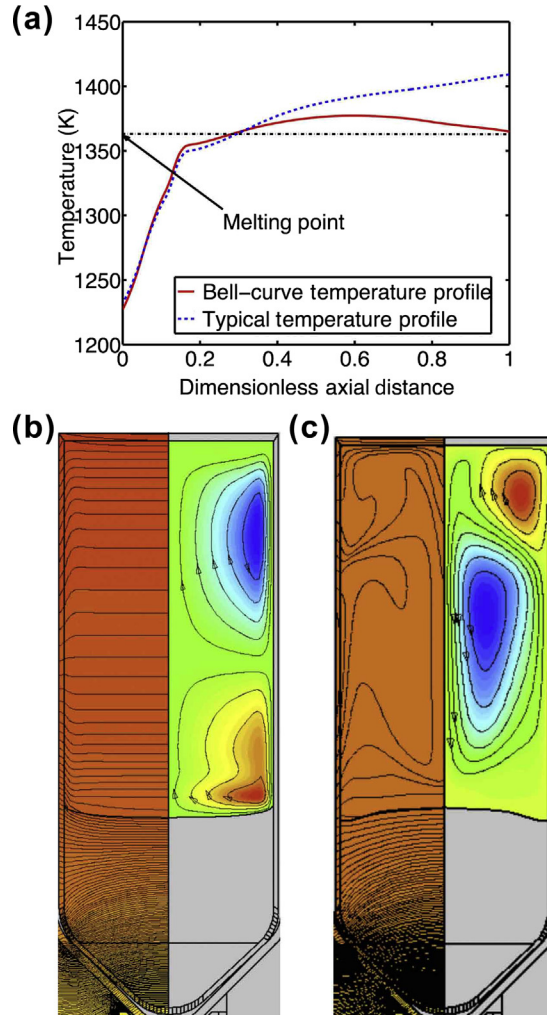 (a)
1450
1400
1350
1300
1250
1200
Temperature (K)
Melting point
Bell-curve temperature profile
Typical temperature profile
0
0.2
0.4
0.6
0.8
1
Dimensionless axial distance
(b)
(c)